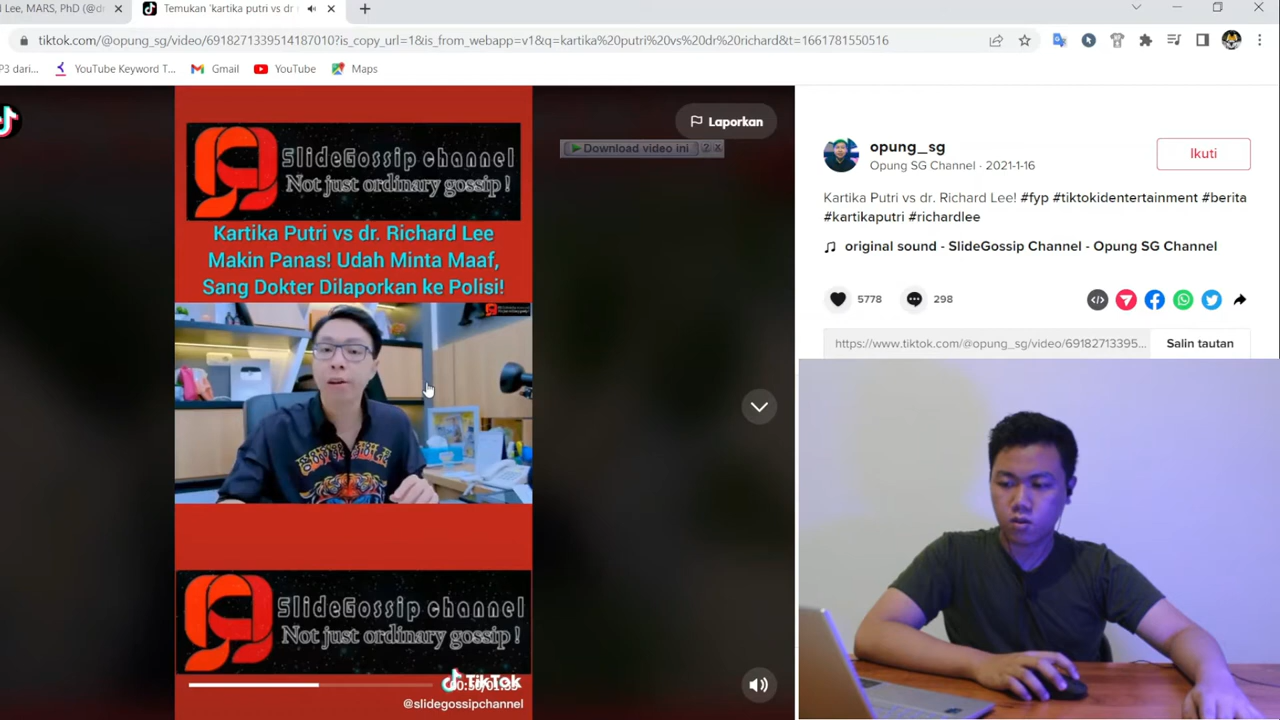 Lee, MARS, PhD (@d
Temukan 'kartika putri vs dr r
tiktok.com/@opung_sg/video/6918271339514187010?is_copy_url=1&is_from_webapp=v1&q=kartika%20putri%20vs%20dr%20richard&t=1661781550516
P3 dari...
YouTube Keyword T...
Gmail
YouTube
Maps
Laporkan
Download video ini
? X
SlideGossip channel
Not just ordinary gossip !
Kartika Putri vs dr. Richard Lee
Makin Panas! Udah Minta Maaf,
Sang Dokter Dilaporkan ke Polisi!
SlideGossip channel
Not just ordinary gossip !
TikTok
@slidegossipchannel
opung_sg
Opung SG Channel · 2021-1-16
Ikuti
Kartika Putri vs dr. Richard Lee! #fyp #tiktokidentertainment #berita
#kartikaputri #richardlee
original sound - SlideGossip Channel - Opung SG Channel
5778
298
https://www.tiktok.com/@opung_sg/video/69182713395...
Salin tautan